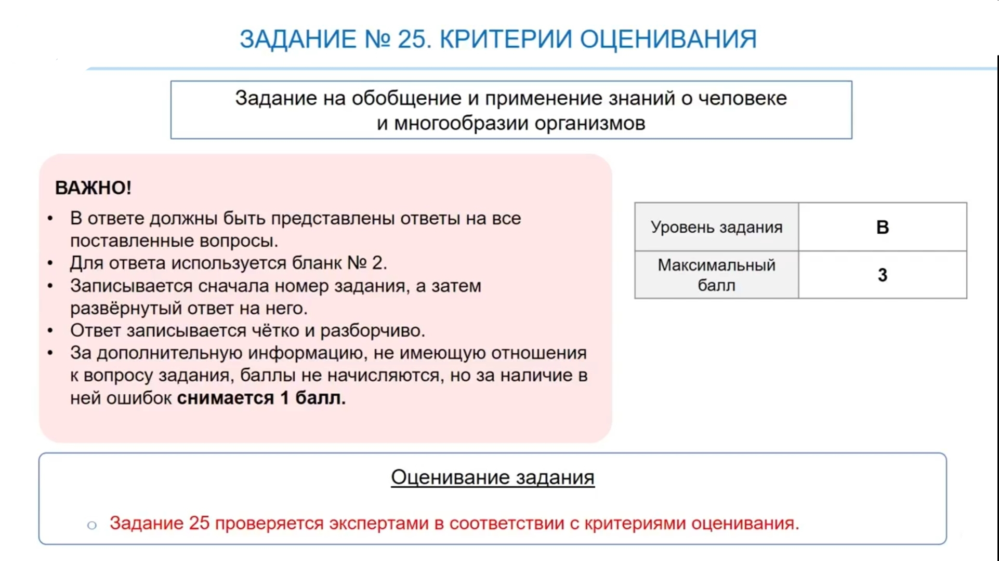 ЗАДАНИЕ № 25. КРИТЕРИИ ОЦЕНИВАНИЯ
Задание на обобщение и применение знаний о человеке
и многообразии организмов
ВАЖНО!
• В ответе должны быть представлены ответы на все
поставленные вопросы.
• Для ответа используется бланк № 2.
• Записывается сначала номер задания, а затем
развёрнутый ответ на него.
• Ответ записывается чётко и разборчиво.
• За дополнительную информацию, не имеющую отношения
к вопросу задания, баллы не начисляются, но за наличие в
ней ошибок снимается 1 балл.
Уровень задания В
Максимальный
балл 3
Оценивание задания
○ Задание 25 проверяется экспертами в соответствии с критериями оценивания.